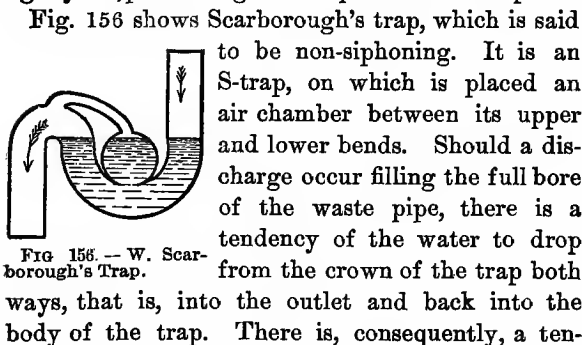 Fig. 156 shows Scarborough's trap, which is said
to be non-siphoning. It is an
S-trap, on which is placed an
air chamber between its upper
and lower bends. Should a dis-
charge occur filling the full bore
of the waste pipe, there is a
tendency of the water to drop
from the crown of the trap both
ways, that is, into the outlet and back into the
body of the trap. There is, consequently, a ten-
FIG 156. — W. Scar-
borough's Trap.